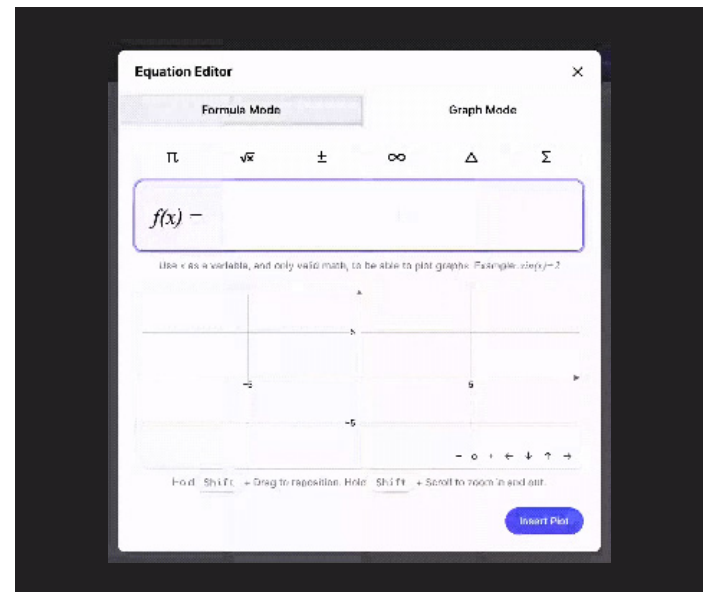 Equation Editor ×
Formula Mode Graph Mode
π √x ± ∞ Δ Σ
f(x) =
Use x as a variable, and only valid math, to be able to plot graphs. Example:
5
-5 5
-5
- o + ← ↓ ↑ →
Hold Shift + Drag to reposition. Hold Shift + Scroll to zoom in and out.
Insert Plot